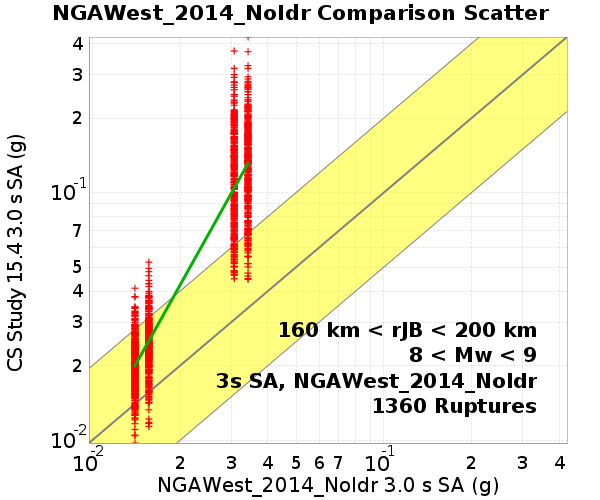 NGAWest_2014_NoIdr Comparison Scatter
CS Study 15.4 3.0 s SA (g)
4
3
2
10-1
7
5
4
3
2
10-2
160 km < rJB < 200 km
8 < Mw < 9
3s SA, NGAWest_2014_NoIdr
1360 Ruptures
10-2 2 3 4 5 6 7 10-1 2 3 4
NGAWest_2014_NoIdr 3.0 s SA (g)